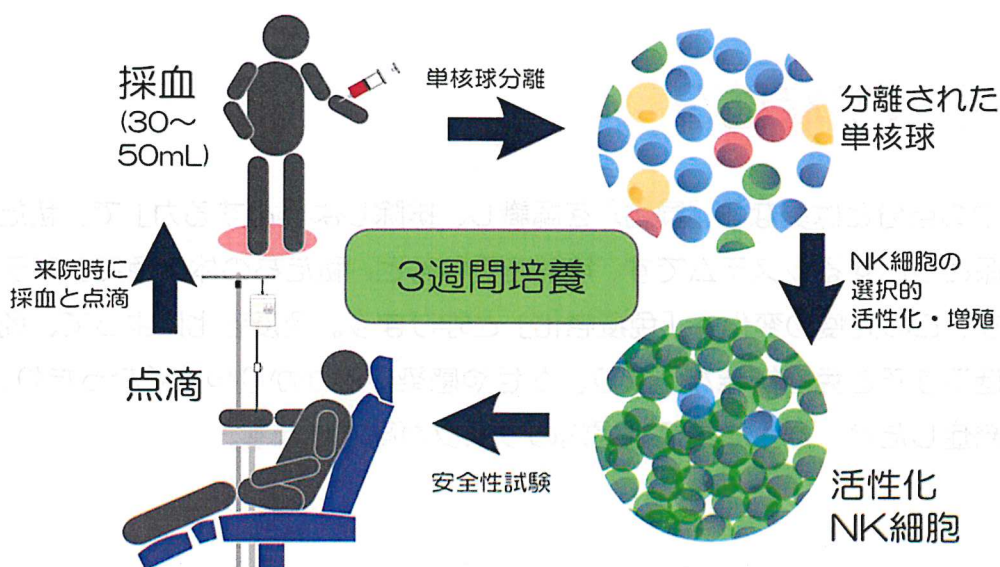 採血
(30〜
50mL)
単核球分離
分離された
単核球
3週間培養
NK細胞の
選択的
活性化・増殖
活性化
NK細胞
安全性試験
点滴
来院時に
採血と点滴